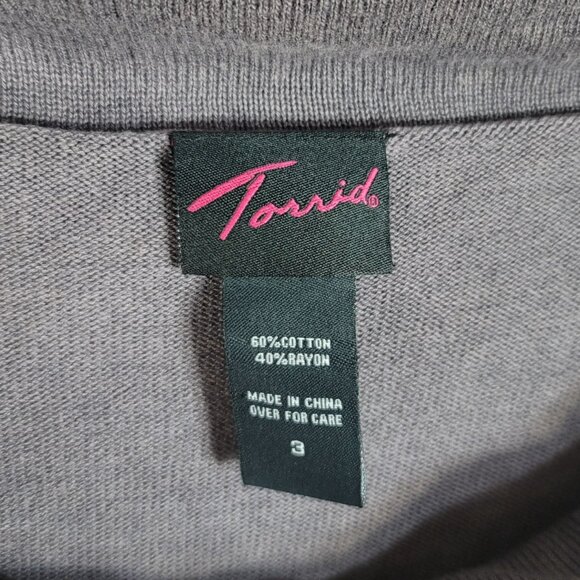 Torrid®
60%COTTON
40%RAYON
MADE IN CHINA
OVER FOR CARE
3